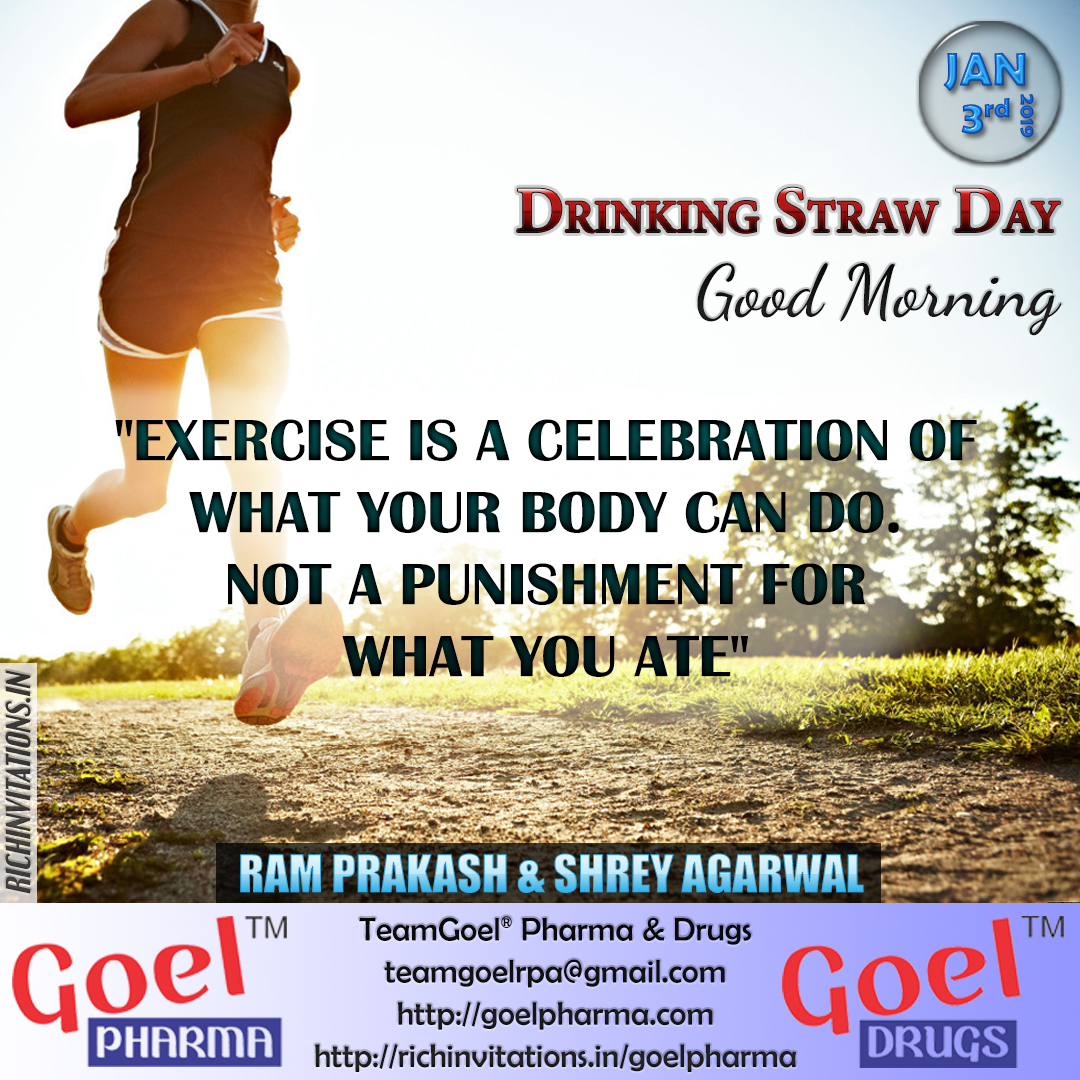 JAN
3rd 2019
DRINKING STRAW DAY
Good Morning
"EXERCISE IS A CELEBRATION OF
WHAT YOUR BODY CAN DO.
NOT A PUNISHMENT FOR
WHAT YOU ATE"
RICHINVITATIONS.IN
RAM PRAKASH & SHREY AGARWAL
Goel™
PHARMA
TeamGoel® Pharma & Drugs
teamgoelrpa@gmail.com
http://goelpharma.com
http://richinvitations.in/goelpharma
Goel™
DRUGS